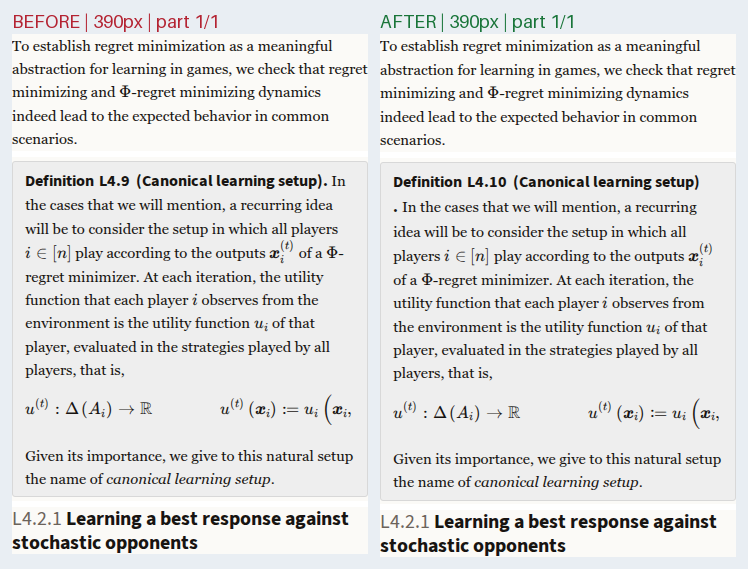 BEFORE | 390px | part 1/1
To establish regret minimization as a meaningful
abstraction for learning in games, we check that regret
minimizing and Φ-regret minimizing dynamics
indeed lead to the expected behavior in common
scenarios.
Definition L4.9 (Canonical learning setup). In
the cases that we will mention, a recurring idea
will be to consider the setup in which all players
i ∈ [n] play according to the outputs x_i^(t) of a Φ-
regret minimizer. At each iteration, the utility
function that each player i observes from the
environment is the utility function u_i of that
player, evaluated in the strategies played by all
players, that is,
u^(t) : Δ(A_i) → ℝ u^(t) (x_i) := u_i (x_i,
Given its importance, we give to this natural setup
the name of canonical learning setup.
L4.2.1 Learning a best response against
stochastic opponents
AFTER | 390px | part 1/1
To establish regret minimization as a meaningful
abstraction for learning in games, we check that regret
minimizing and Φ-regret minimizing dynamics
indeed lead to the expected behavior in common
scenarios.
Definition L4.10 (Canonical learning setup)
. In the cases that we will mention, a recurring
idea will be to consider the setup in which all
players i ∈ [n] play according to the outputs x_i^(t)
of a Φ-regret minimizer. At each iteration, the
utility function that each player i observes from
the environment is the utility function u_i of that
player, evaluated in the strategies played by all
players, that is,
u^(t) : Δ(A_i) → ℝ u^(t) (x_i) := u_i (x_i,
Given its importance, we give to this natural setup
the name of canonical learning setup.
L4.2.1 Learning a best response against
stochastic opponents